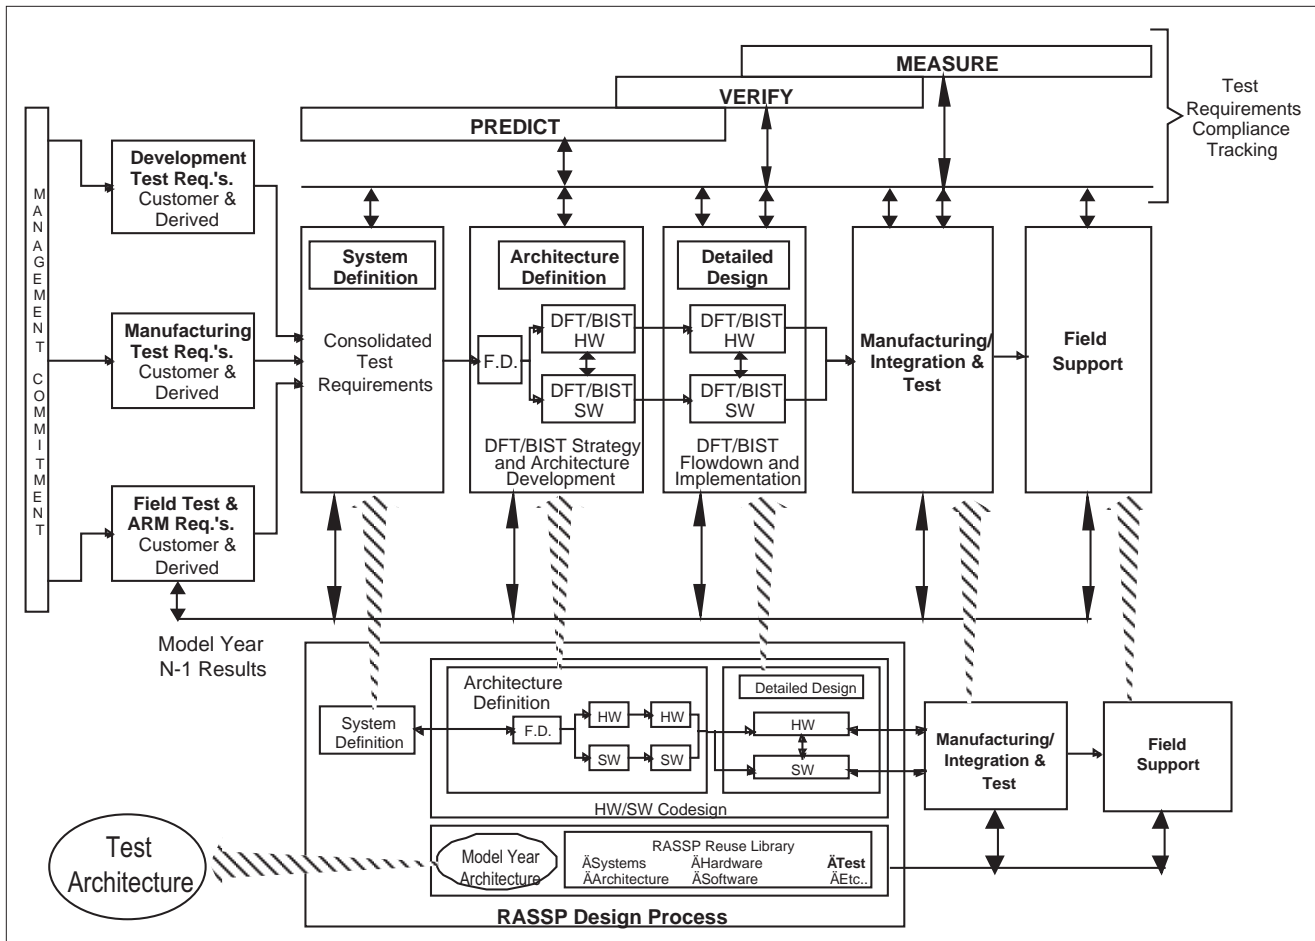 MEASURE
VERIFY
PREDICT
Test
Requirements
Compliance
Tracking
MANAGEMENT COMMITMENT
Development
Test Req.'s.
Customer &
Derived
Manufacturing
Test Req.'s.
Customer &
Derived
Field Test &
ARM Req.'s.
Customer &
Derived
System
Definition
Consolidated
Test
Requirements
Architecture
Definition
F.D.
DFT/BIST
HW
DFT/BIST
SW
DFT/BIST Strategy
and Architecture
Development
Detailed
Design
DFT/BIST
HW
DFT/BIST
SW
DFT/BIST
Flowdown and
Implementation
Manufacturing/
Integration &
Test
Field
Support
Model Year
N-1 Results
System
Definition
Architecture
Definition
F.D.
HW
HW
SW
SW
Detailed Design
HW
SW
HW/SW Codesign
Manufacturing/
Integration &
Test
Field
Support
Test
Architecture
Model Year
Architecture
RASSP Reuse Library
ÄSystems ÄHardware ÄTest
ÄArchitecture ÄSoftware ÄEtc..
RASSP Design Process